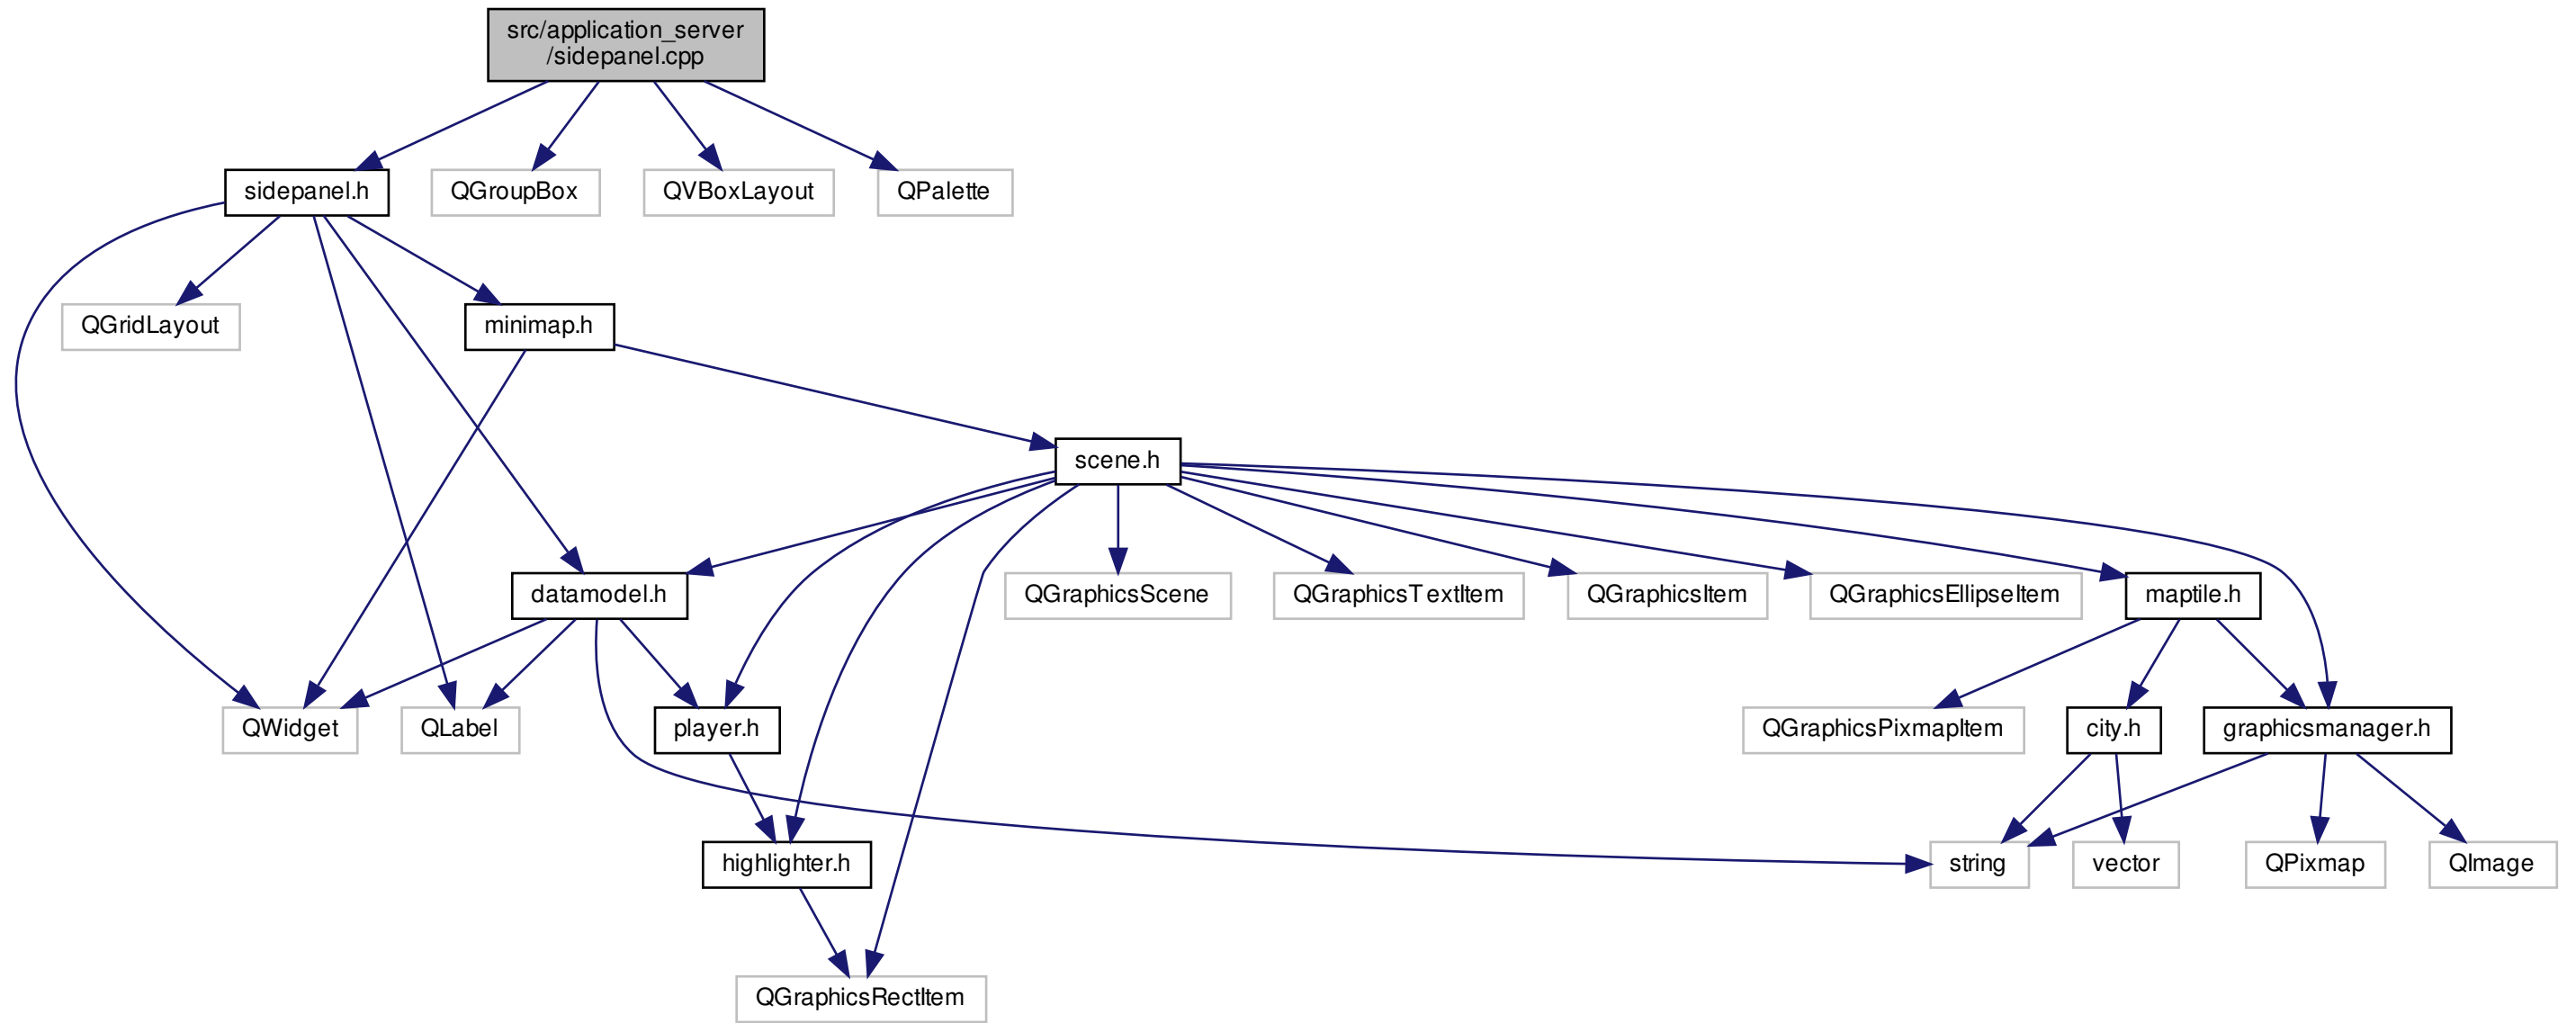 src/application_server
/sidepanel.cpp
sidepanel.h
QGroupBox
QVBoxLayout
QPalette
QGridLayout
minimap.h
scene.h
datamodel.h
QGraphicsScene
QGraphicsTextItem
QGraphicsItem
QGraphicsEllipseItem
maptile.h
QWidget
QLabel
player.h
QGraphicsPixmapItem
city.h
graphicsmanager.h
highlighter.h
string
vector
QPixmap
QImage
QGraphicsRectItem